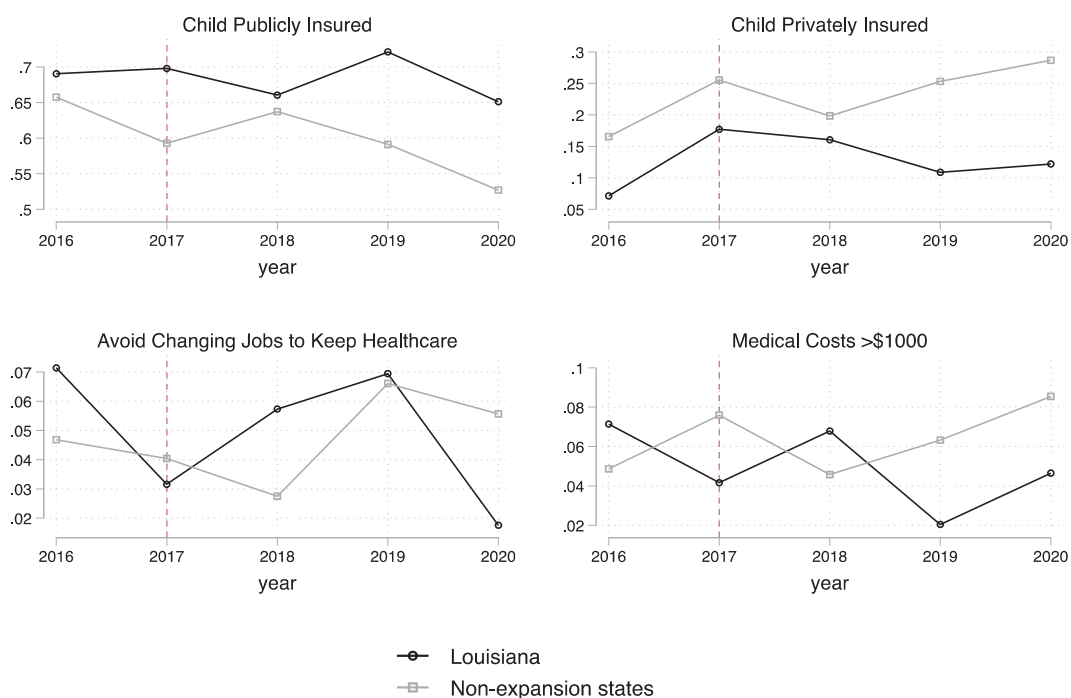 Child Publicly Insured
.7
.65
.6
.55
.5
2016 2017 2018 2019 2020
year
Child Privately Insured
.3
.25
.2
.15
.1
.05
2016 2017 2018 2019 2020
year
Avoid Changing Jobs to Keep Healthcare
.07
.06
.05
.04
.03
.02
2016 2017 2018 2019 2020
year
Medical Costs >$1000
.1
.08
.06
.04
.02
2016 2017 2018 2019 2020
year
Louisiana
Non-expansion states